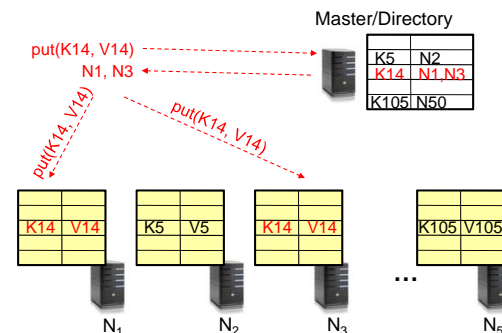 Master/Directory
put(K14, V14)
N1, N3
K5 N2
K14 N1,N3
K105 N50
put(K14, V14)
put(K14, V14)
K14 V14
K5 V5
K14 V14
K105 V105
...
N1
N2
N3